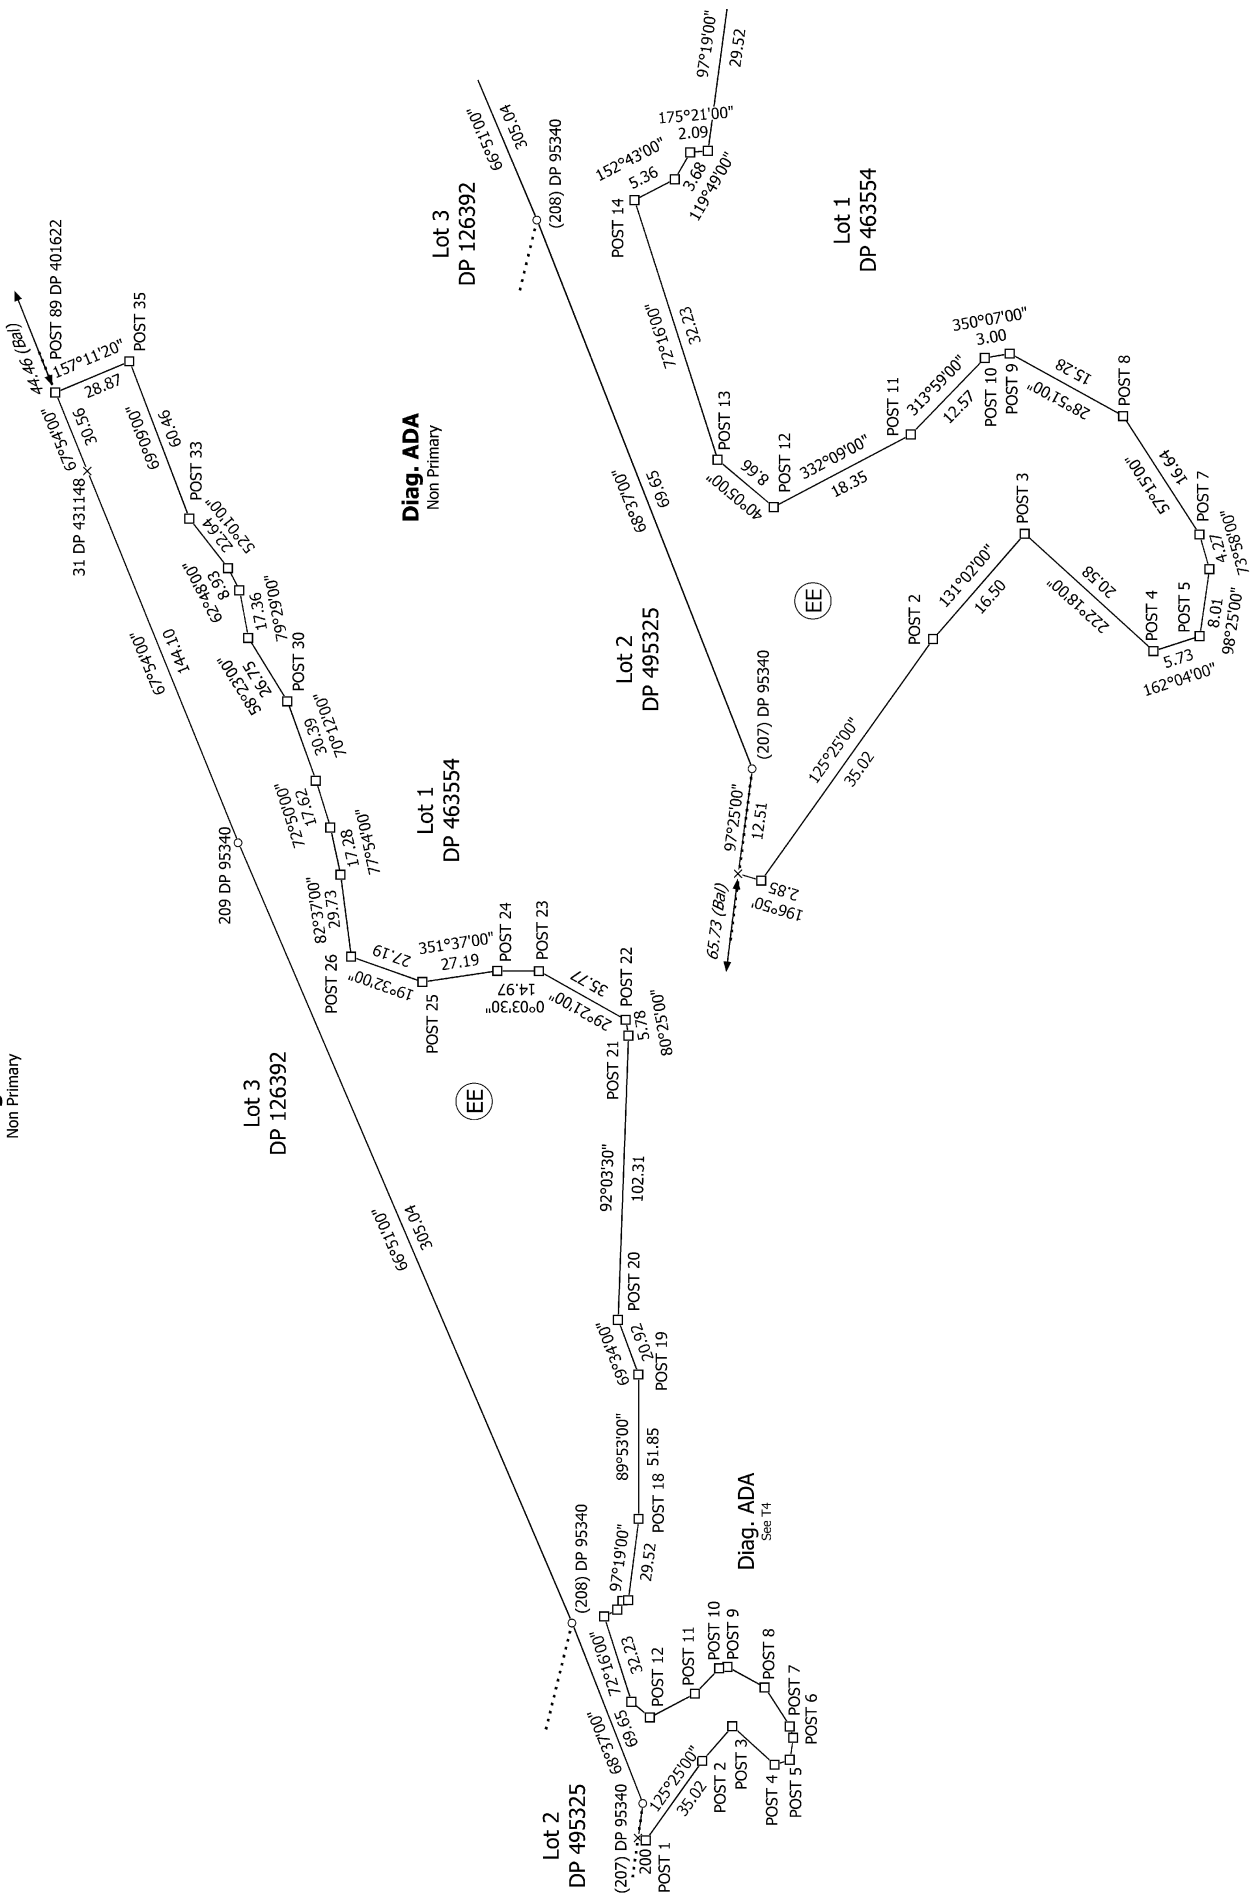 Non Primary
44.46 (Bal)
POST 89 DP 401622
157°11'20"
28.87
POST 35
67°54'00"
30.56
31 DP 431148
69°09'00"
60.46
POST 33
52°01'00"
22.64
62°48'00"
8.93
79°29'00"
17.36
58°23'00"
26.75
POST 30
70°12'00"
30.39
72°50'00"
17.62
77°54'00"
17.28
82°37'00"
29.73
POST 26
67°54'00"
144.10
209 DP 95340
Lot 1
DP 463554
19°32'00"
27.19
POST 25
351°37'00"
27.19
POST 24
0°03'30"
14.97
POST 23
29°21'00"
35.77
POST 22
80°25'00"
5.78
POST 21
Lot 3
DP 126392
EE
66°51'00"
305.04
92°03'30"
102.31
POST 20
69°34'00"
20.92
POST 19
89°53'00"
51.85
POST 18
97°19'00"
29.52
(208) DP 95340
Diag. ADA
See T4
72°16'00"
32.23
68°37'00"
69.65
POST 12
POST 11
POST 10
POST 9
POST 8
POST 7
POST 6
POST 5
POST 4
POST 3
POST 2
125°25'00"
35.02
Lot 2
DP 495325
(207) DP 95340
200
POST 1
Diag. ADA
Non Primary
97°19'00"
29.52
175°21'00"
2.09
119°49'00"
3.68
152°43'00"
5.36
POST 14
66°51'00"
305.04
(208) DP 95340
Lot 3
DP 126392
Lot 1
DP 463554
72°16'00"
32.23
POST 13
40°05'00"
8.66
POST 12
332°09'00"
18.35
POST 11
313°59'00"
12.57
POST 10
350°07'00"
3.00
POST 9
28°51'00"
15.28
POST 8
57°15'00"
16.64
POST 7
73°58'00"
4.27
98°25'00"
8.01
POST 5
162°04'00"
5.73
POST 4
222°18'00"
20.58
POST 3
131°02'00"
16.50
POST 2
EE
68°37'00"
69.65
Lot 2
DP 495325
(207) DP 95340
97°25'00"
12.51
125°25'00"
35.02
196°50'
2.85
65.73 (Bal)